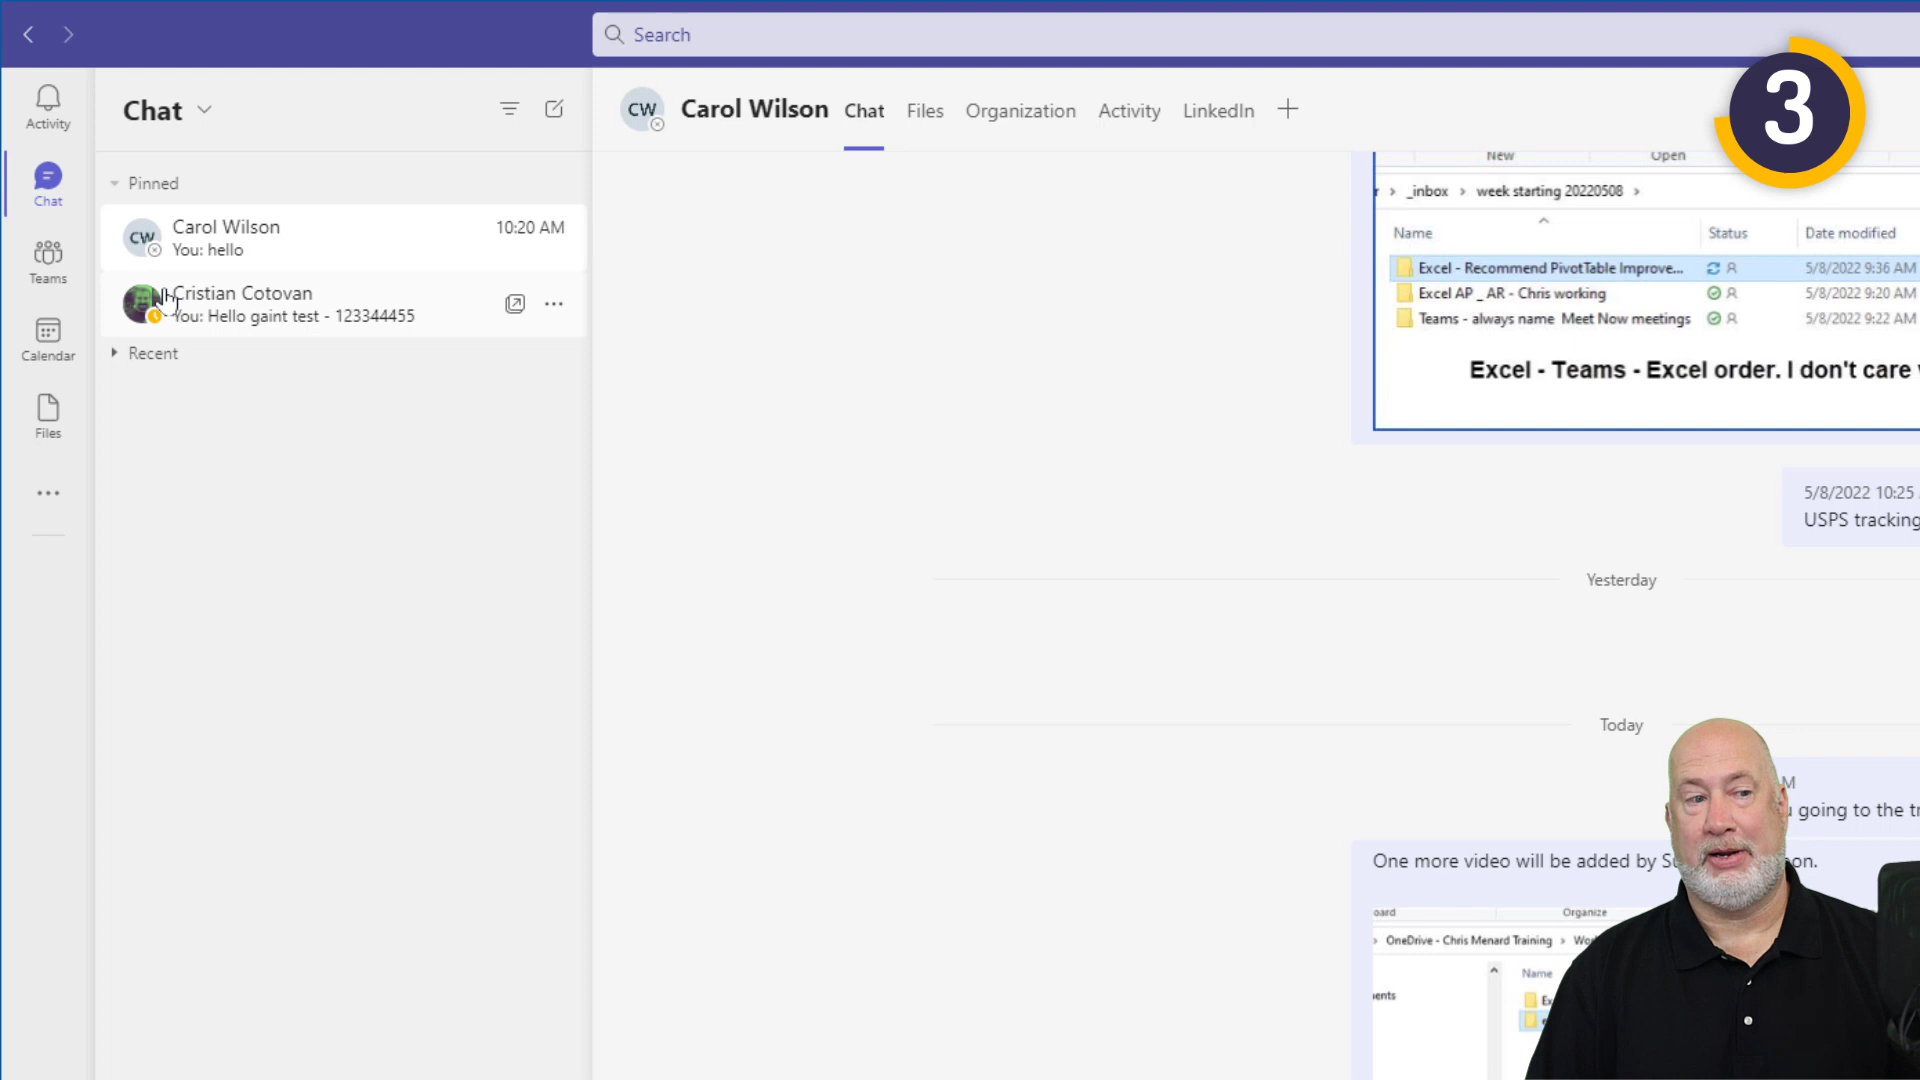 Search
3
Activity
Chat
Teams
Calendar
Files
Chat
Pinned
CW
Carol Wilson
10:20 AM
You: hello
Cristian Cotovan
You: Hello gaint test - 123344455
Recent
CW
Carol Wilson
Chat Files Organization Activity LinkedIn
New Open
_inbox > week starting 20220508 >
Name Status Date modified
Excel - Recommend PivotTable Improve... 5/8/2022 9:36 AM
Excel AP _ AR - Chris working 5/8/2022 9:20 AM
Teams - always name Meet Now meetings 5/8/2022 9:22 AM
Excel - Teams - Excel order. I don't care
5/8/2022 10:25
USPS tracking
Yesterday
Today
going to the
One more video will be added by
Organize
> OneDrive - Chris Menard Training >
Name